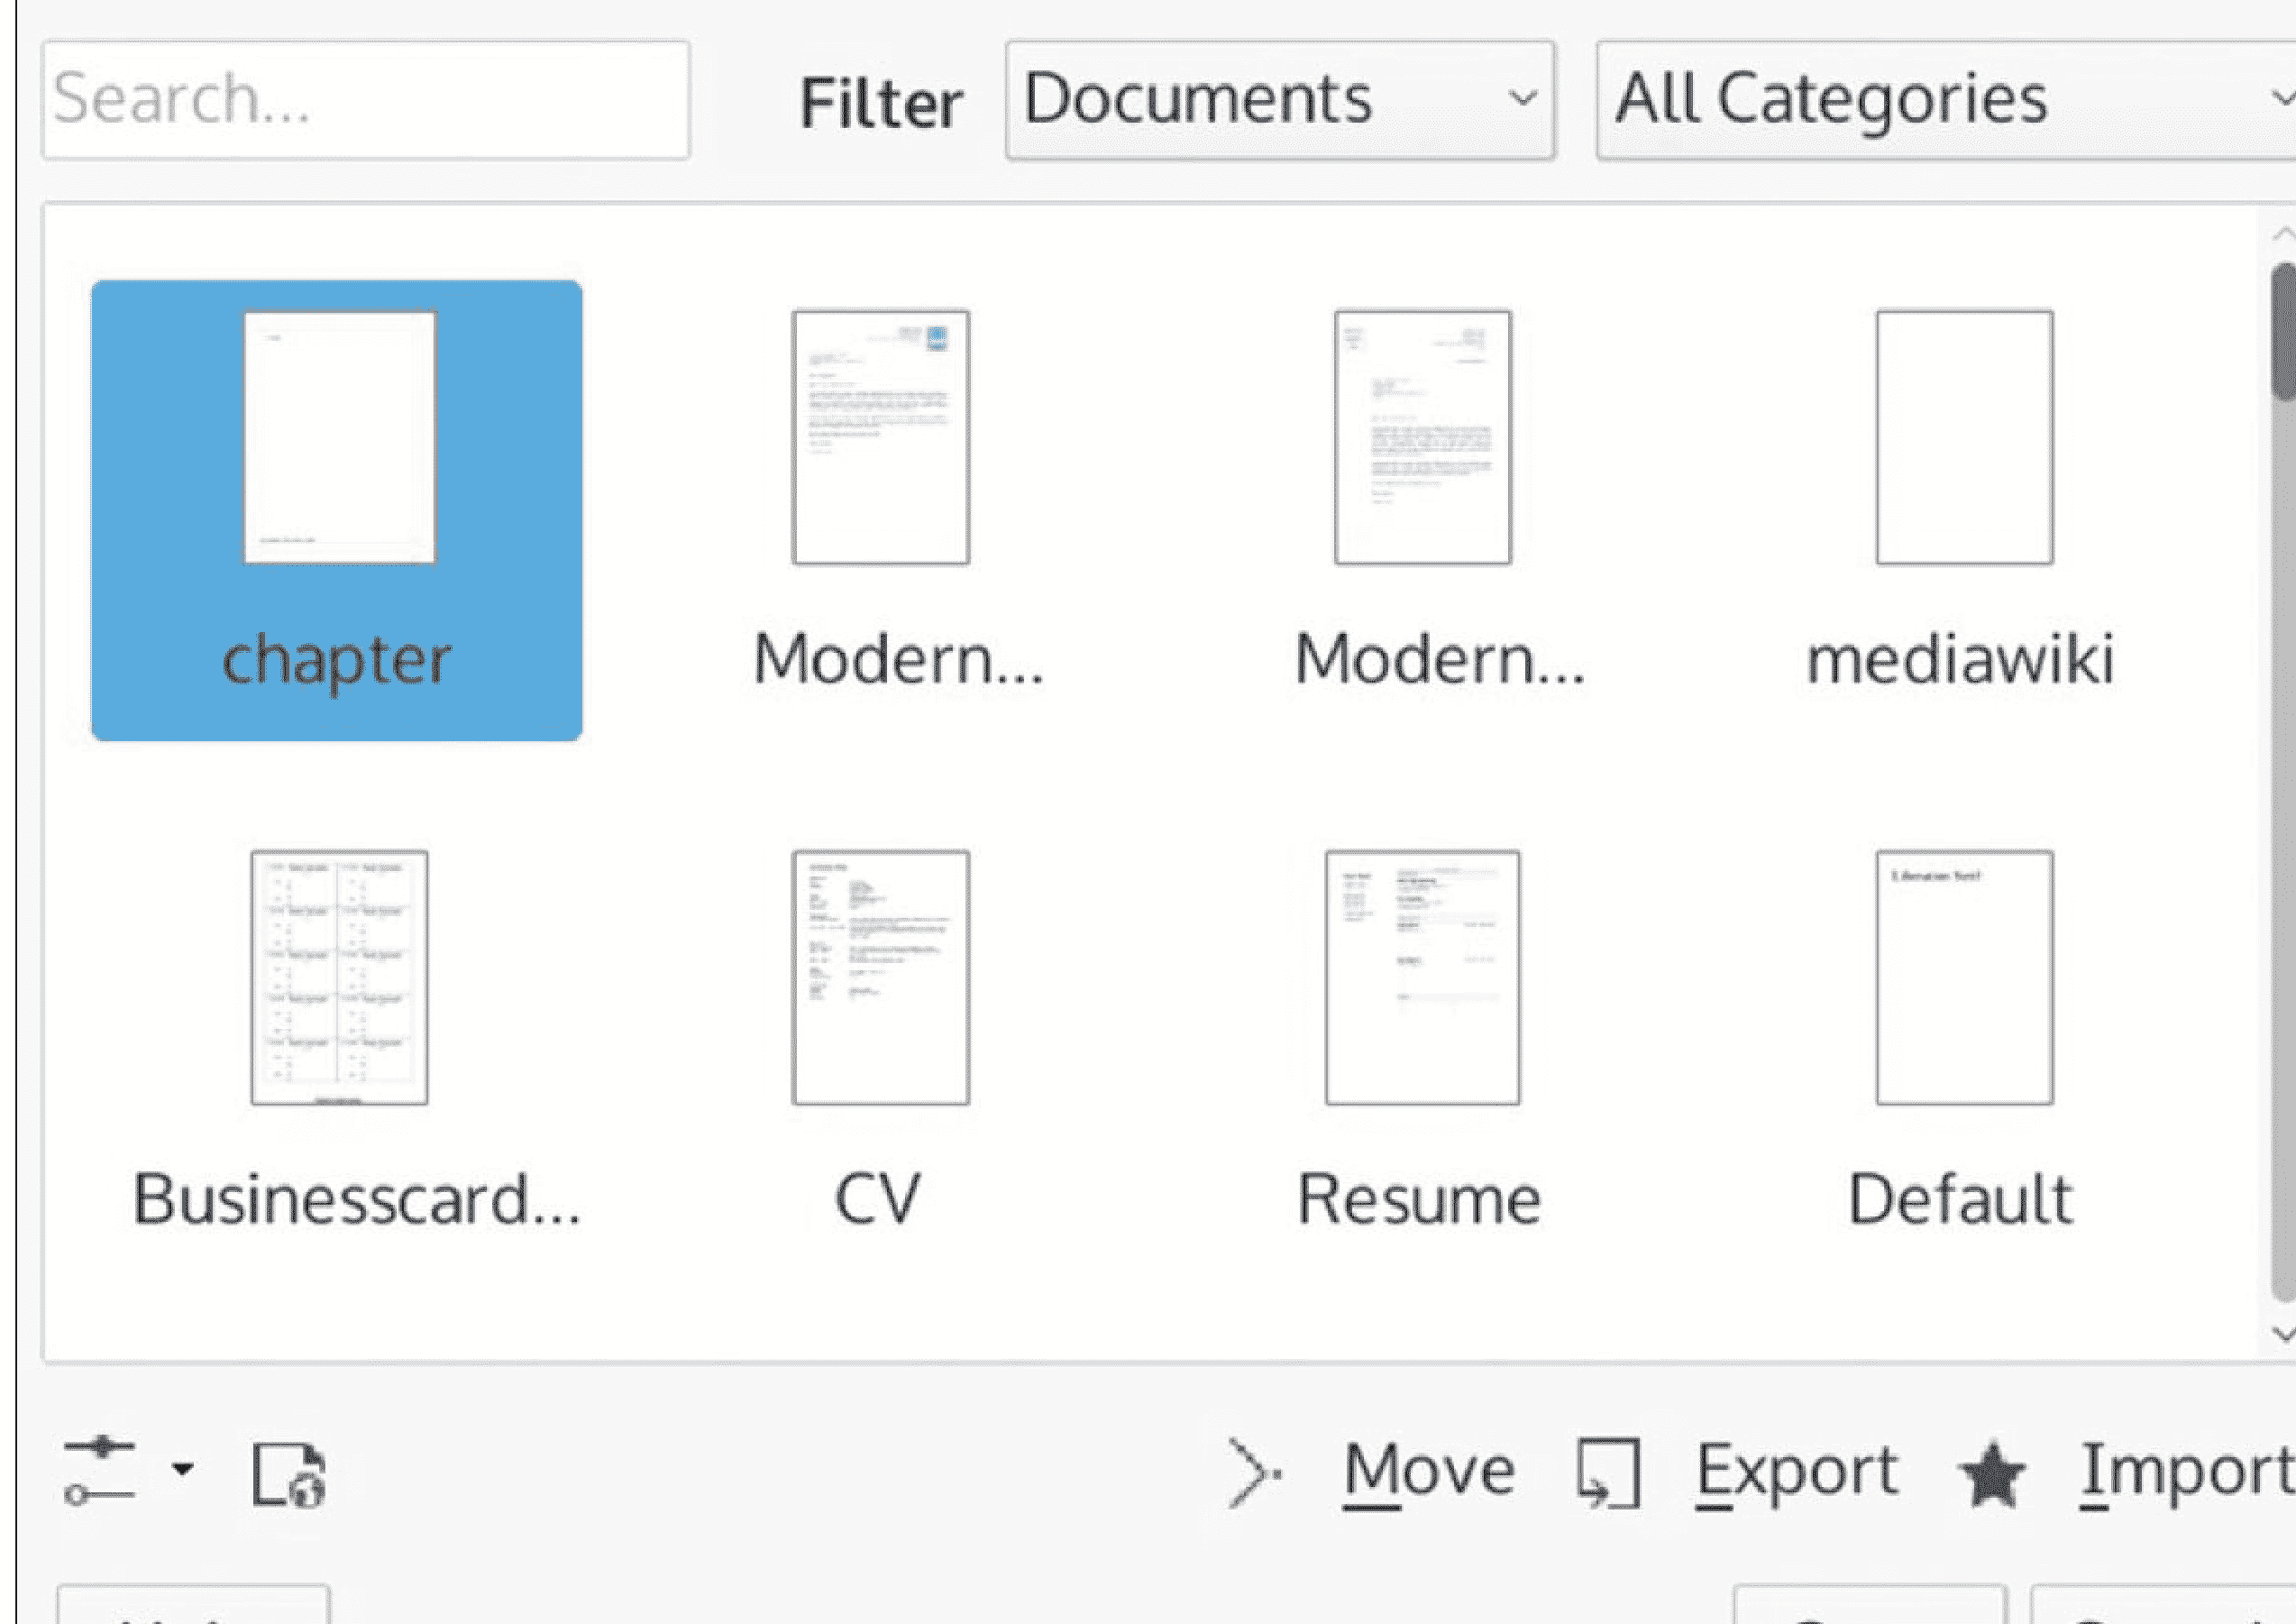 Search... Filter Documents All Categories
chapter Modern... Modern... mediawiki
Businesscard... CV Resume Default
Move Export Import